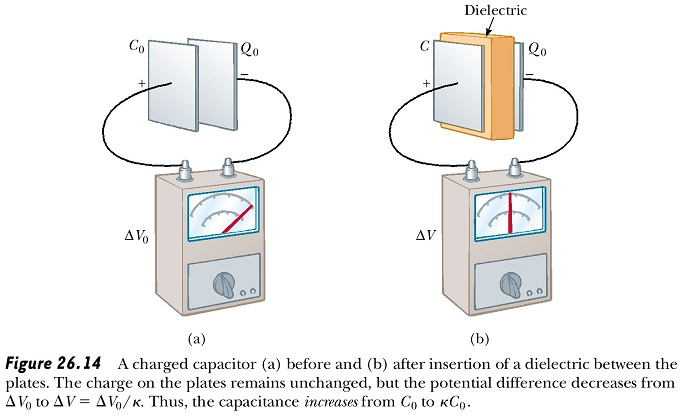 Dielectric
C₀
Q₀
+
–
C
Q₀
+
–
ΔV₀
ΔV
(a)
(b)
Figure 26.14 A charged capacitor (a) before and (b) after insertion of a dielectric between the
plates. The charge on the plates remains unchanged, but the potential difference decreases from
ΔV₀ to ΔV = ΔV₀/κ. Thus, the capacitance increases from C₀ to κC₀.